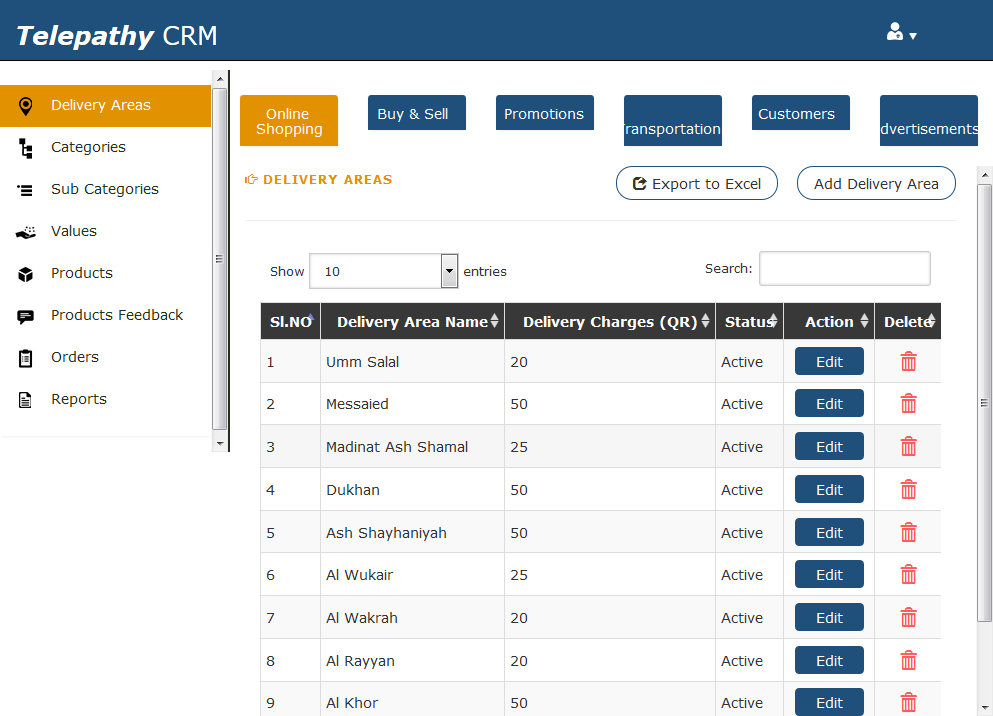 Telepathy CRM
Delivery Areas
Categories
Sub Categories
Values
Products
Products Feedback
Orders
Reports
Online
Shopping
Buy & Sell
Promotions
ransportation
Customers
dvertisements
DELIVERY AREAS
Export to Excel
Add Delivery Area
Show 10 entries
Search:
Sl.NO Delivery Area Name Delivery Charges (QR) Status Action Delete
1 Umm Salal 20 Active Edit
2 Messaied 50 Active Edit
3 Madinat Ash Shamal 25 Active Edit
4 Dukhan 50 Active Edit
5 Ash Shayhaniyah 50 Active Edit
6 Al Wukair 25 Active Edit
7 Al Wakrah 20 Active Edit
8 Al Rayyan 20 Active Edit
9 Al Khor 50 Active Edit